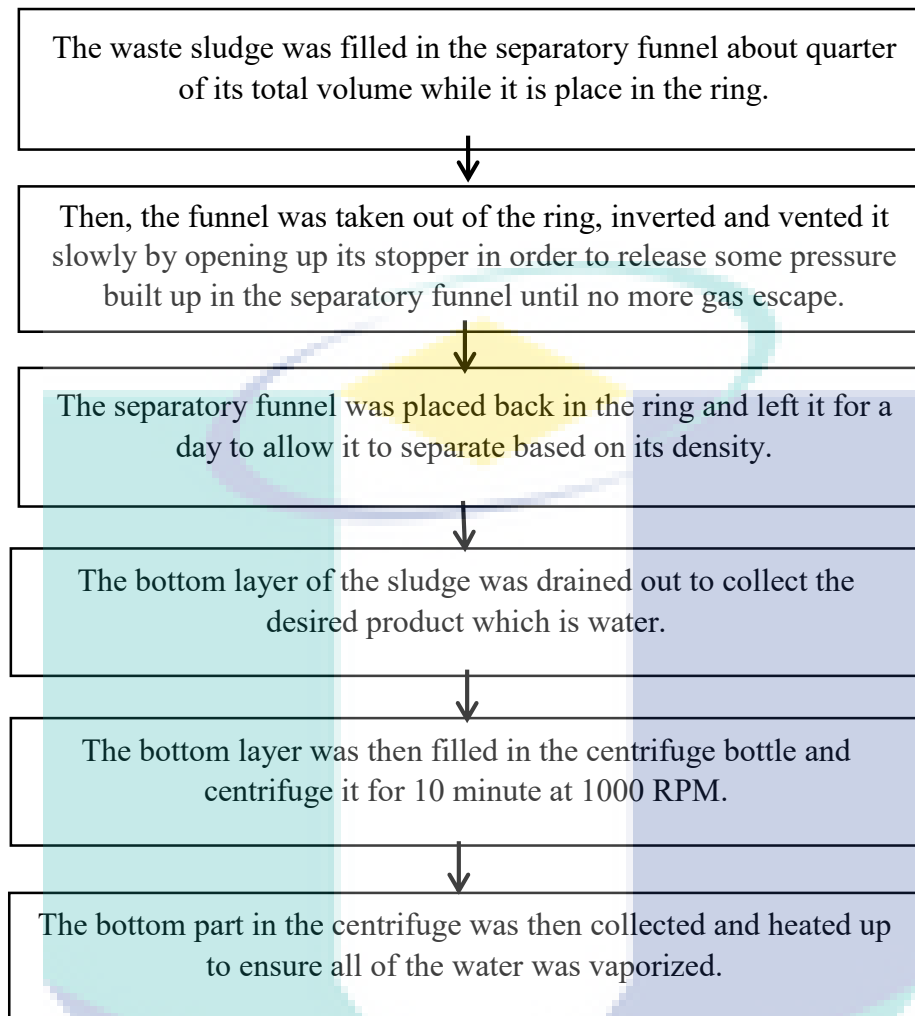 The waste sludge was filled in the separatory funnel about quarter
of its total volume while it is place in the ring.
Then, the funnel was taken out of the ring, inverted and vented it
slowly by opening up its stopper in order to release some pressure
built up in the separatory funnel until no more gas escape.
The separatory funnel was placed back in the ring and left it for a
day to allow it to separate based on its density.
The bottom layer of the sludge was drained out to collect the
desired product which is water.
The bottom layer was then filled in the centrifuge bottle and
centrifuge it for 10 minute at 1000 RPM.
The bottom part in the centrifuge was then collected and heated up
to ensure all of the water was vaporized.